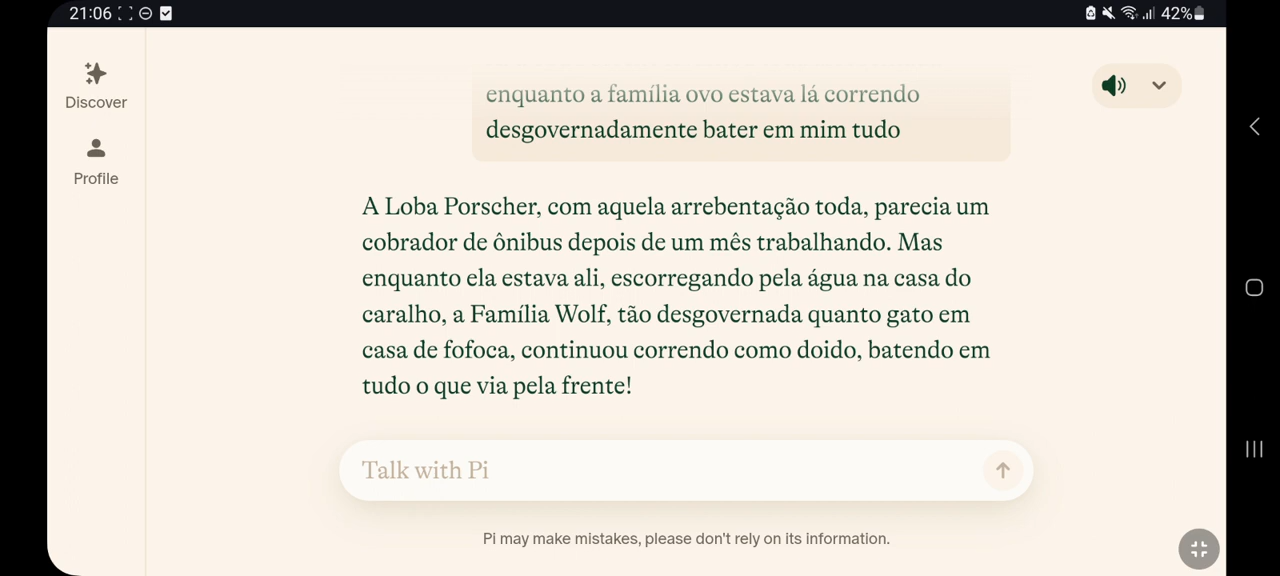 21:06
42%
Discover
Profile
enquanto a família ovo estava lá correndo
desgovernadamente bater em mim tudo
A Loba Porscher, com aquela arrebentação toda, parecia um
cobrador de ônibus depois de um mês trabalhando. Mas
enquanto ela estava ali, escorregando pela água na casa do
caralho, a Família Wolf, tão desgovernada quanto gato em
casa de fofoca, continuou correndo como doido, batendo em
tudo o que via pela frente!
Talk with Pi
Pi may make mistakes, please don't rely on its information.